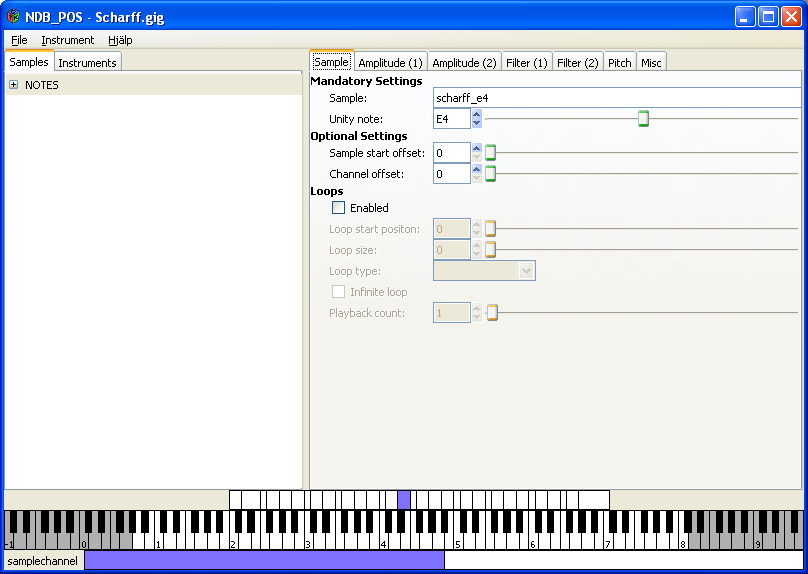 NDB_POS - Scharff.gig
File Instrument Hjälp
Samples Instruments
Sample Amplitude (1) Amplitude (2) Filter (1) Filter (2) Pitch Misc
NOTES
Mandatory Settings
Sample: scharff_e4
Unity note: E4
Optional Settings
Sample start offset: 0
Channel offset: 0
Loops
Enabled
Loop start positon: 0
Loop size: 0
Loop type:
Infinite loop
Playback count: 1
-1 0 1 2 3 4 5 6 7 8 9
samplechannel